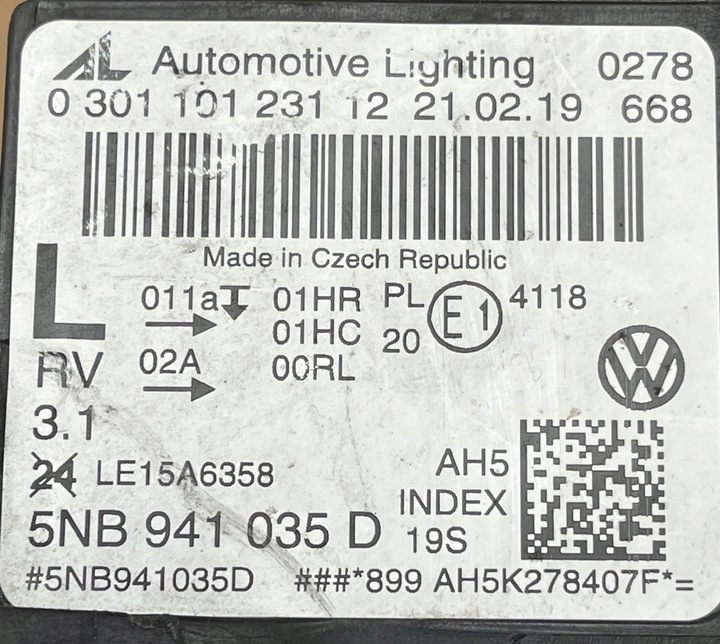 AL Automotive Lighting 0278
0 301 101 231 12 21.02.19 668
Made in Czech Republic
L 011a 01HR PL E1 4118
01HC 20
RV 02A 00RL
3.1
24 LE15A6358 AH5
INDEX
5NB 941 035 D 19S
#5NB941035D ###*899 AH5K278407F*=